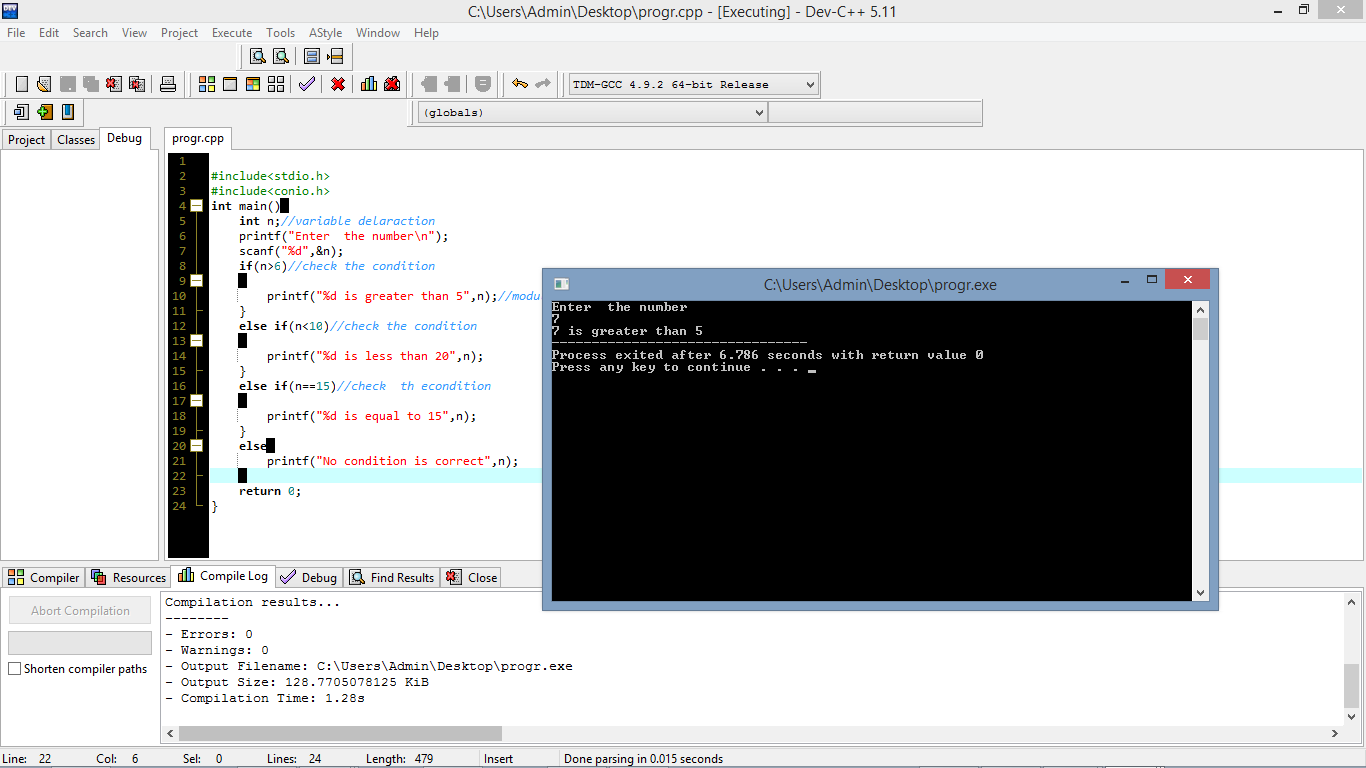 C:\Users\Admin\Desktop\progr.cpp - [Executing] - Dev-C++ 5.11
File Edit Search View Project Execute Tools AStyle Window Help
TDM-GCC 4.9.2 64-bit Release
(globals)
Project Classes Debug
progr.cpp
1
2 #include<stdio.h>
3 #include<conio.h>
4 int main()
5 int n;//variable delaraction
6 printf("Enter  the number\n");
7 scanf("%d",&n);
8 if(n>6)//check the condition
9
10 printf("%d is greater than 5",n);//modu
11 }
12 else if(n<10)//check the condition
13
14 printf("%d is less than 20",n);
15 }
16 else if(n==15)//check  th econdition
17
18 printf("%d is equal to 15",n);
19 }
20 else
21 printf("No condition is correct",n);
22
23 return 0;
24 }
C:\Users\Admin\Desktop\progr.exe
Enter  the number
7
7 is greater than 5
--------------------------------
Process exited after 6.786 seconds with return value 0
Press any key to continue . . .
Compiler Resources Compile Log Debug Find Results Close
Abort Compilation
Shorten compiler paths
Compilation results...
--------
- Errors: 0
- Warnings: 0
- Output Filename: C:\Users\Admin\Desktop\progr.exe
- Output Size: 128.7705078125 KiB
- Compilation Time: 1.28s
Line: 22 Col: 6 Sel: 0 Lines: 24 Length: 479 Insert Done parsing in 0.015 seconds